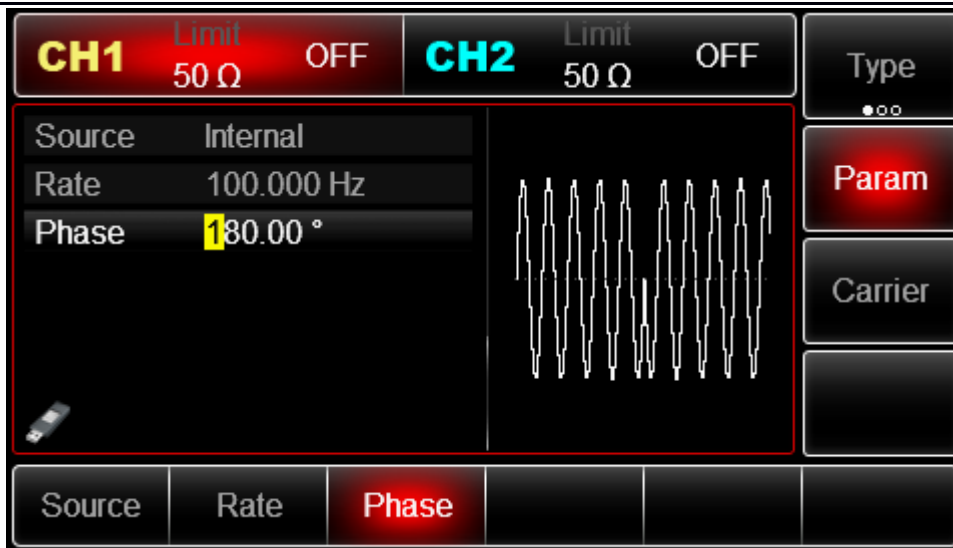 CH1 Limit 50 Ω OFF CH2 Limit 50 Ω OFF
Type
Source Internal
Rate 100.000 Hz
Phase 180.00 °
Param
Carrier
Source Rate Phase